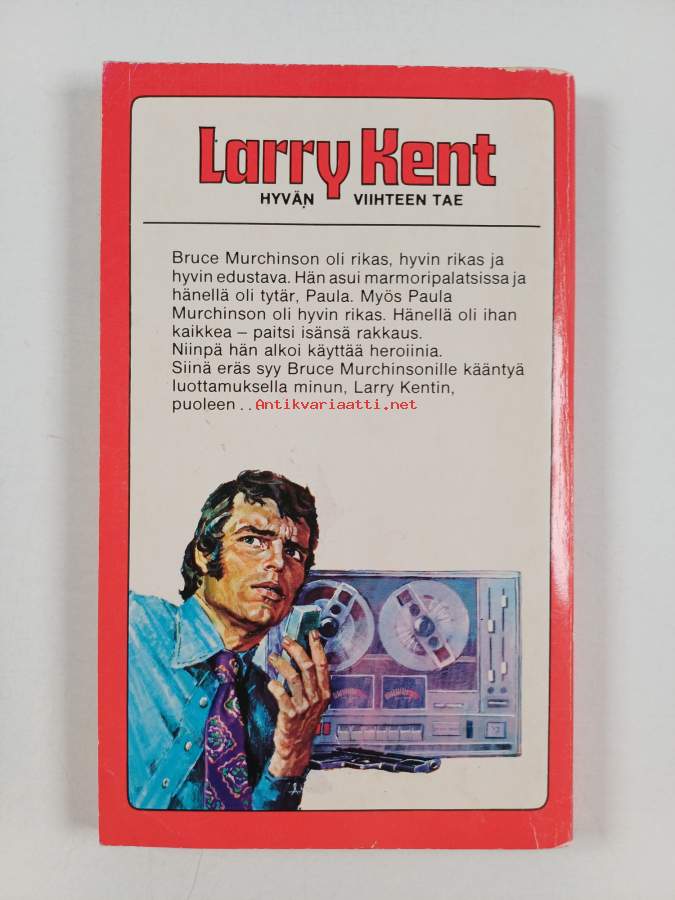 Larry Kent
HYVÄN VIIHTEEN TAE
Bruce Murchinson oli rikas, hyvin rikas ja
hyvin edustava. Hän asui marmoripalatsissa ja
hänellä oli tytär, Paula. Myös Paula
Murchinson oli hyvin rikas. Hänellä oli ihan
kaikkea – paitsi isänsä rakkaus.
Niinpä hän alkoi käyttää heroiinia.
Siinä eräs syy Bruce Murchinsonille kääntyä
luottamuksella minun, Larry Kentin,
puoleen . . Antikvariaatti.net